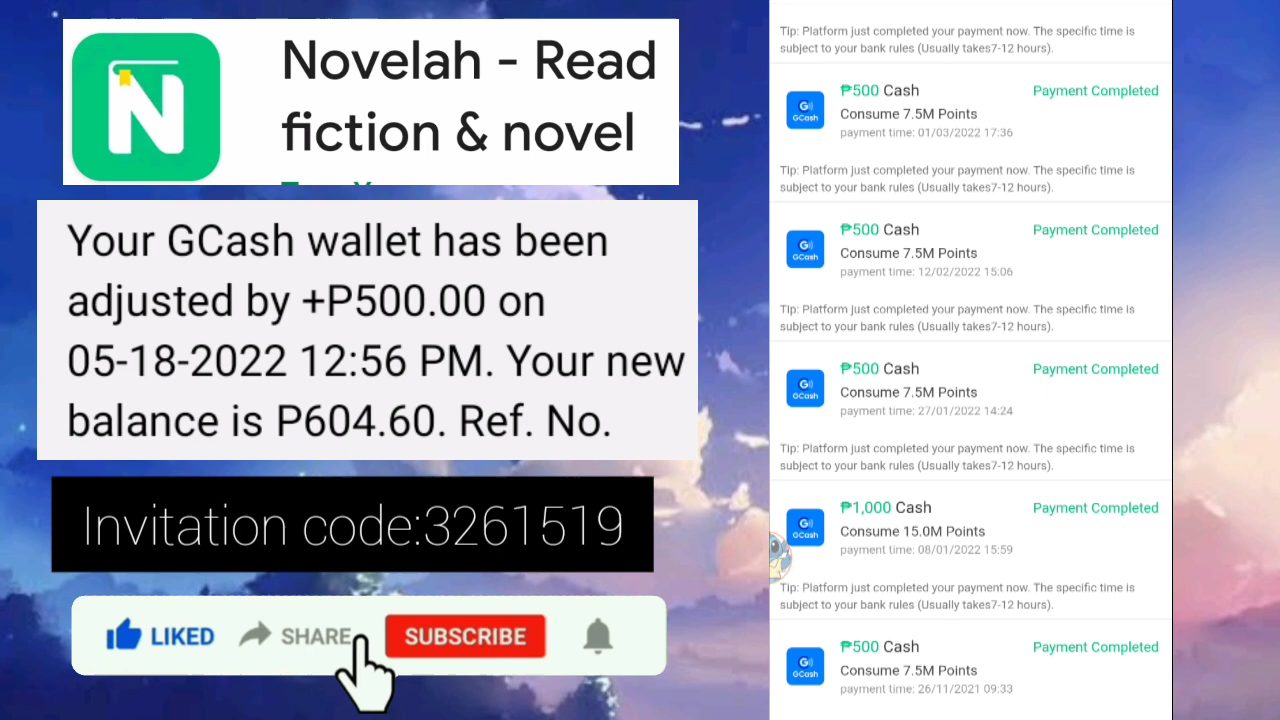 N
Novelah - Read
fiction & novel
Your GCash wallet has been
adjusted by +P500.00 on
05-18-2022 12:56 PM. Your new
balance is P604.60. Ref. No.
Invitation code:3261519
LIKED
SHARE
SUBSCRIBE
Tip: Platform just completed your payment now. The specific time is
subject to your bank rules (Usually takes7-12 hours).
₱500 Cash
Payment Completed
G
GCash
Consume 7.5M Points
payment time: 01/03/2022 17:36
Tip: Platform just completed your payment now. The specific time is
subject to your bank rules (Usually takes7-12 hours).
₱500 Cash
Payment Completed
G
GCash
Consume 7.5M Points
payment time: 12/02/2022 15:06
Tip: Platform just completed your payment now. The specific time is
subject to your bank rules (Usually takes7-12 hours).
₱500 Cash
Payment Completed
G
GCash
Consume 7.5M Points
payment time: 27/01/2022 14:24
Tip: Platform just completed your payment now. The specific time is
subject to your bank rules (Usually takes7-12 hours).
₱1,000 Cash
Payment Completed
G
GCash
Consume 15.0M Points
payment time: 08/01/2022 15:59
Tip: Platform just completed your payment now. The specific time is
subject to your bank rules (Usually takes7-12 hours).
₱500 Cash
Payment Completed
G
GCash
Consume 7.5M Points
payment time: 26/11/2021 09:33